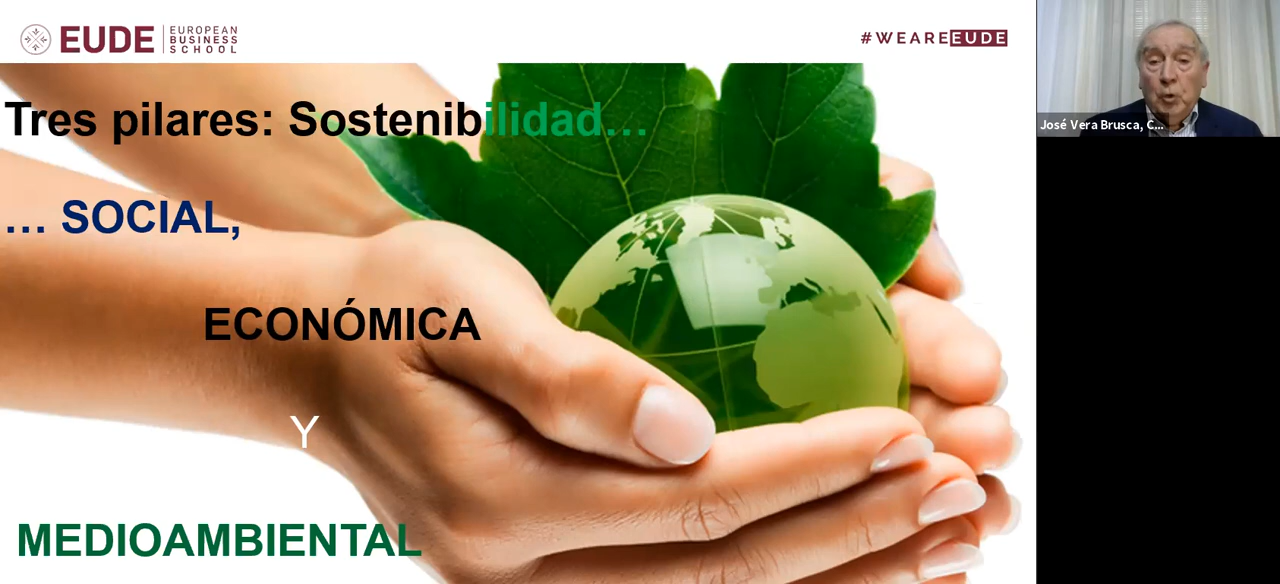 EUDE
EUROPEAN
BUSINESS
SCHOOL
#WEAREEUDE
Tres pilares: Sostenibilidad...
... SOCIAL,
ECONÓMICA
Y
MEDIOAMBIENTAL
José Vera Brusca, C...